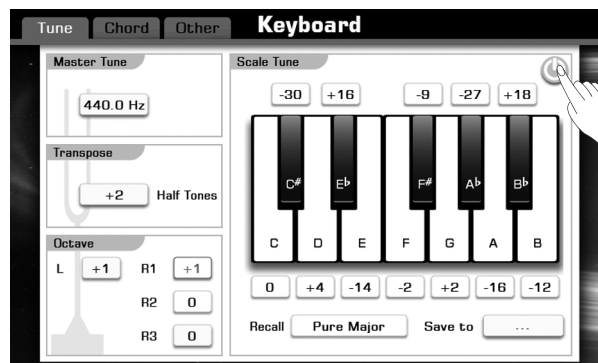 Tune Chord Other Keyboard
Master Tune
440.0 Hz
Transpose
+2 Half Tones
Octave
L +1 R1 +1
R2 0
R3 0
Scale Tune
-30 +16 -9 -27 +18
C# E♭ F# A♭ B♭
C D E F G A B
0 +4 -14 -2 +2 -16 -12
Recall Pure Major Save to ...